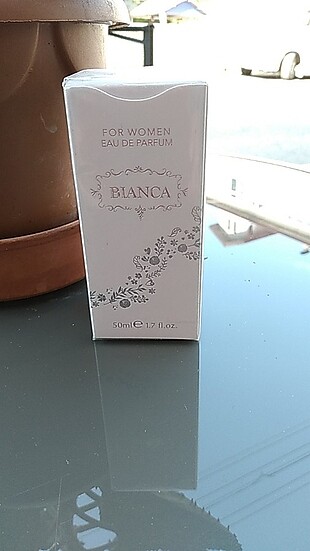 FOR WOMEN
EAU DE PARFUM
BIANCA
50ml ℮ 1.7 fl.oz.